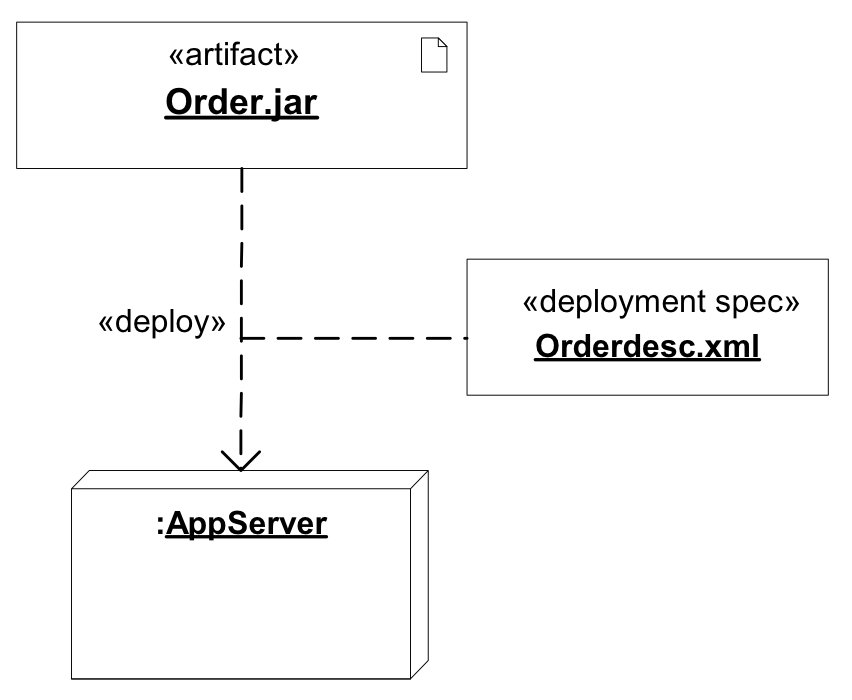 «artifact»
Order.jar
«deployment spec»
«deploy»
Orderdesc.xml
:AppServer